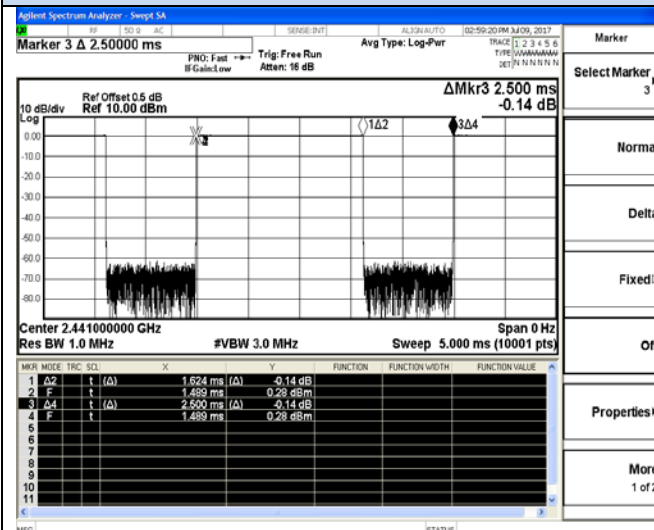 Agilent Spectrum Analyzer - Swept SA
RF 50 Ω AC SENSE:INT ALIGN AUTO 02:59:20 PM Jul 09, 2017
Marker 3 Δ 2.50000 ms
PNO: Fast
IFGain:Low
Trig: Free Run
Atten: 16 dB
Avg Type: Log-Pwr
TRACE 1 2 3 4 5 6
TYPE WWWWWW
DET N N N N N N
Marker
Select Marker
3
Norma
Delta
Fixed
Of
Properties
More
1 of 2
ΔMkr3 2.500 ms
-0.14 dB
Ref Offset 0.5 dB
10 dB/div Ref 10.00 dBm
Log
0.00
-10.0
-20.0
-30.0
-40.0
-50.0
-60.0
-70.0
-80.0
1Δ2
3Δ4
Center 2.441000000 GHz Span 0 Hz
Res BW 1.0 MHz #VBW 3.0 MHz Sweep 5.000 ms (10001 pts)
MKR MODE TRC SCL X Y FUNCTION FUNCTION WIDTH FUNCTION VALUE
1 Δ2 t (Δ) 1.624 ms (Δ) -0.14 dB
2 F t 1.489 ms 0.28 dBm
3 Δ4 t (Δ) 2.500 ms (Δ) -0.14 dB
4 F t 1.489 ms 0.28 dBm
5
6
7
8
9
10
11
MSG STATUS